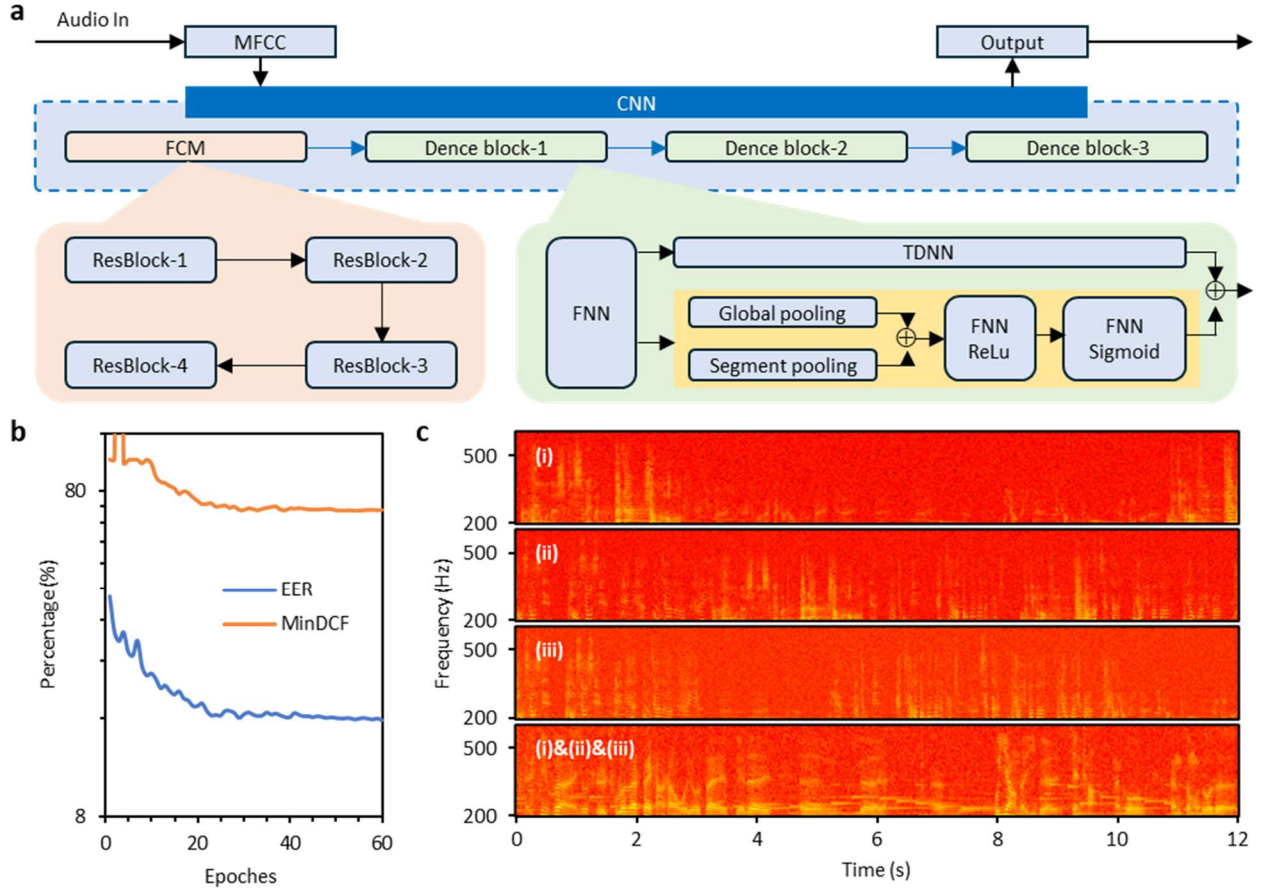 a
Audio In
MFCC
Output
CNN
FCM
Dence block-1
Dence block-2
Dence block-3
ResBlock-1
ResBlock-2
ResBlock-4
ResBlock-3
FNN
TDNN
Global pooling
Segment pooling
FNN
ReLu
FNN
Sigmoid
b
80
8
Percentage (%)
EER
MinDCF
0
20
40
60
Epoches
c
Frequency (Hz)
(i)
500
200
(ii)
500
200
(iii)
500
200
(i)&(ii)&(iii)
500
200
0
2
4
6
8
10
12
Time (s)